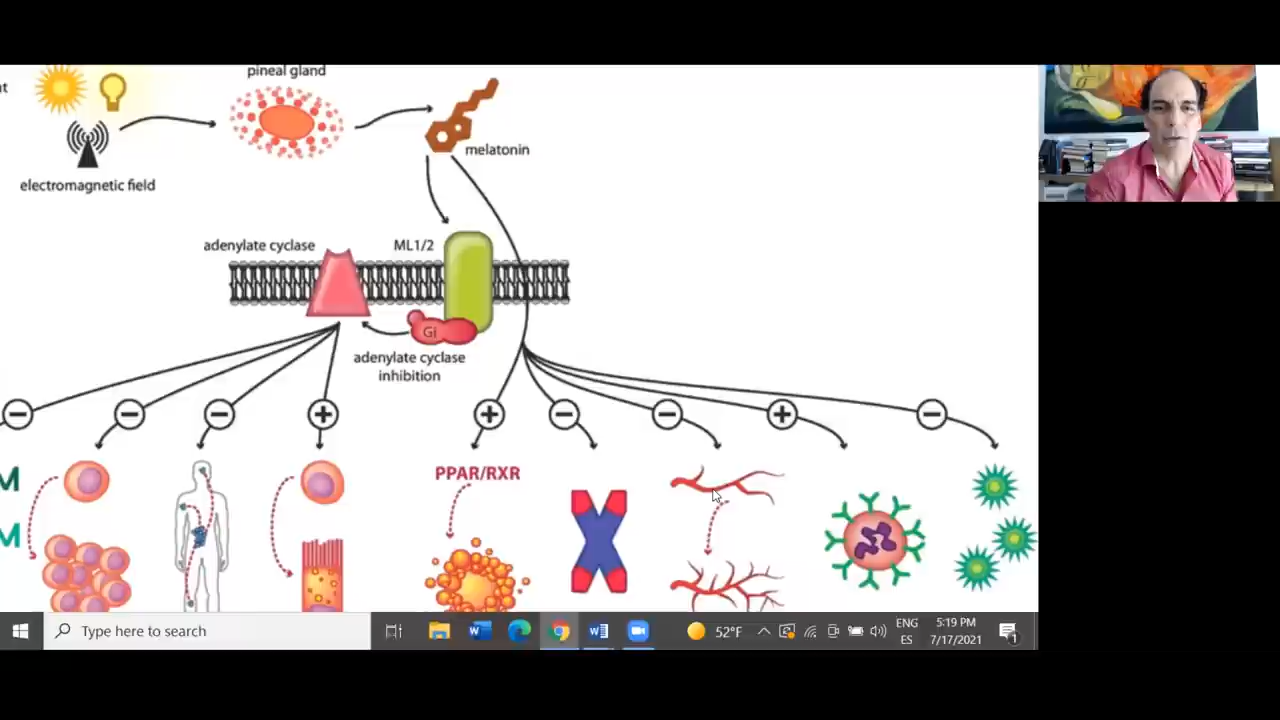 pineal gland
melatonin
electromagnetic field
adenylate cyclase
ML1/2
Gi
adenylate cyclase
inhibition
PPAR/RXR
M
M
Type here to search
52°F
ENG
ES
5:19 PM
7/17/2021
1